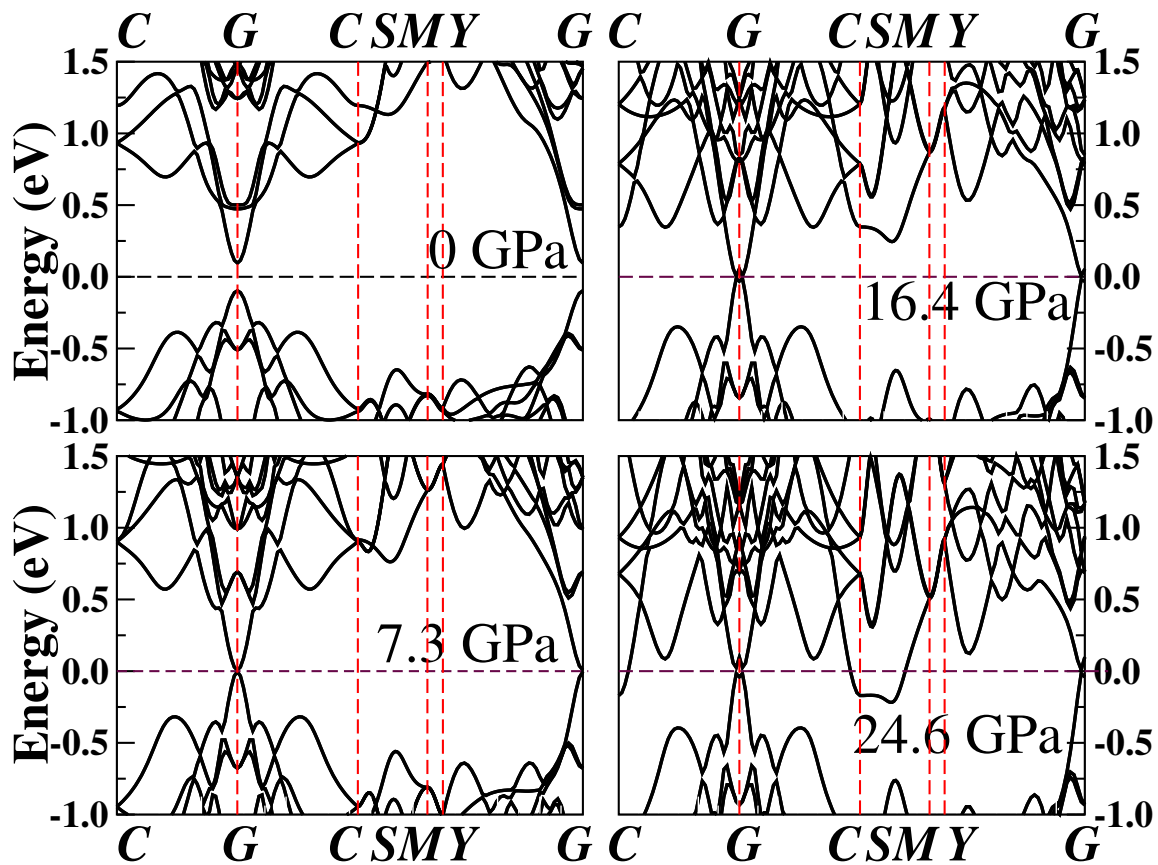 C G C S M Y G C G C S M Y G
1.5 1.5
1.0 1.0
0.5 0.5
0 GPa
0.0 0.0
16.4 GPa
-0.5 -0.5
-1.0 -1.0
Energy (eV)
1.5 1.5
1.0 1.0
0.5 0.5
7.3 GPa
0.0 0.0
24.6 GPa
-0.5 -0.5
-1.0 -1.0
Energy (eV)
C G C S M Y G C G C S M Y G